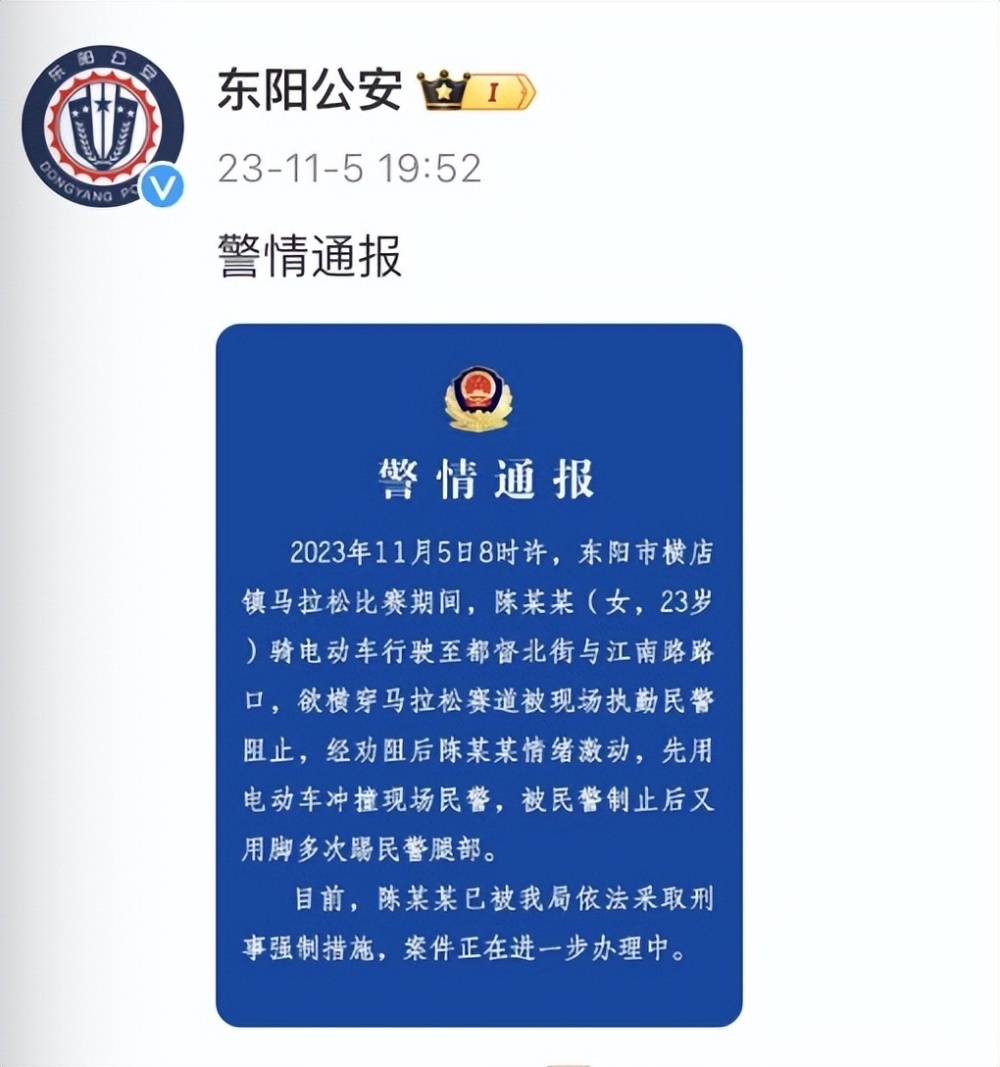 东阳公安
DONGYANG
东阳公安 I
23-11-5 19:52
警情通报
警情通报
2023年11月5日8时许，东阳市横店
镇马拉松比赛期间，陈某某（女，23岁
）骑电动车行驶至都督北街与江南路路
口，欲横穿马拉松赛道被现场执勤民警
阻止，经劝阻后陈某某情绪激动，先用
电动车冲撞现场民警，被民警制止后又
用脚多次踢民警腿部。
目前，陈某某已被我局依法采取刑
事强制措施，案件正在进一步办理中。